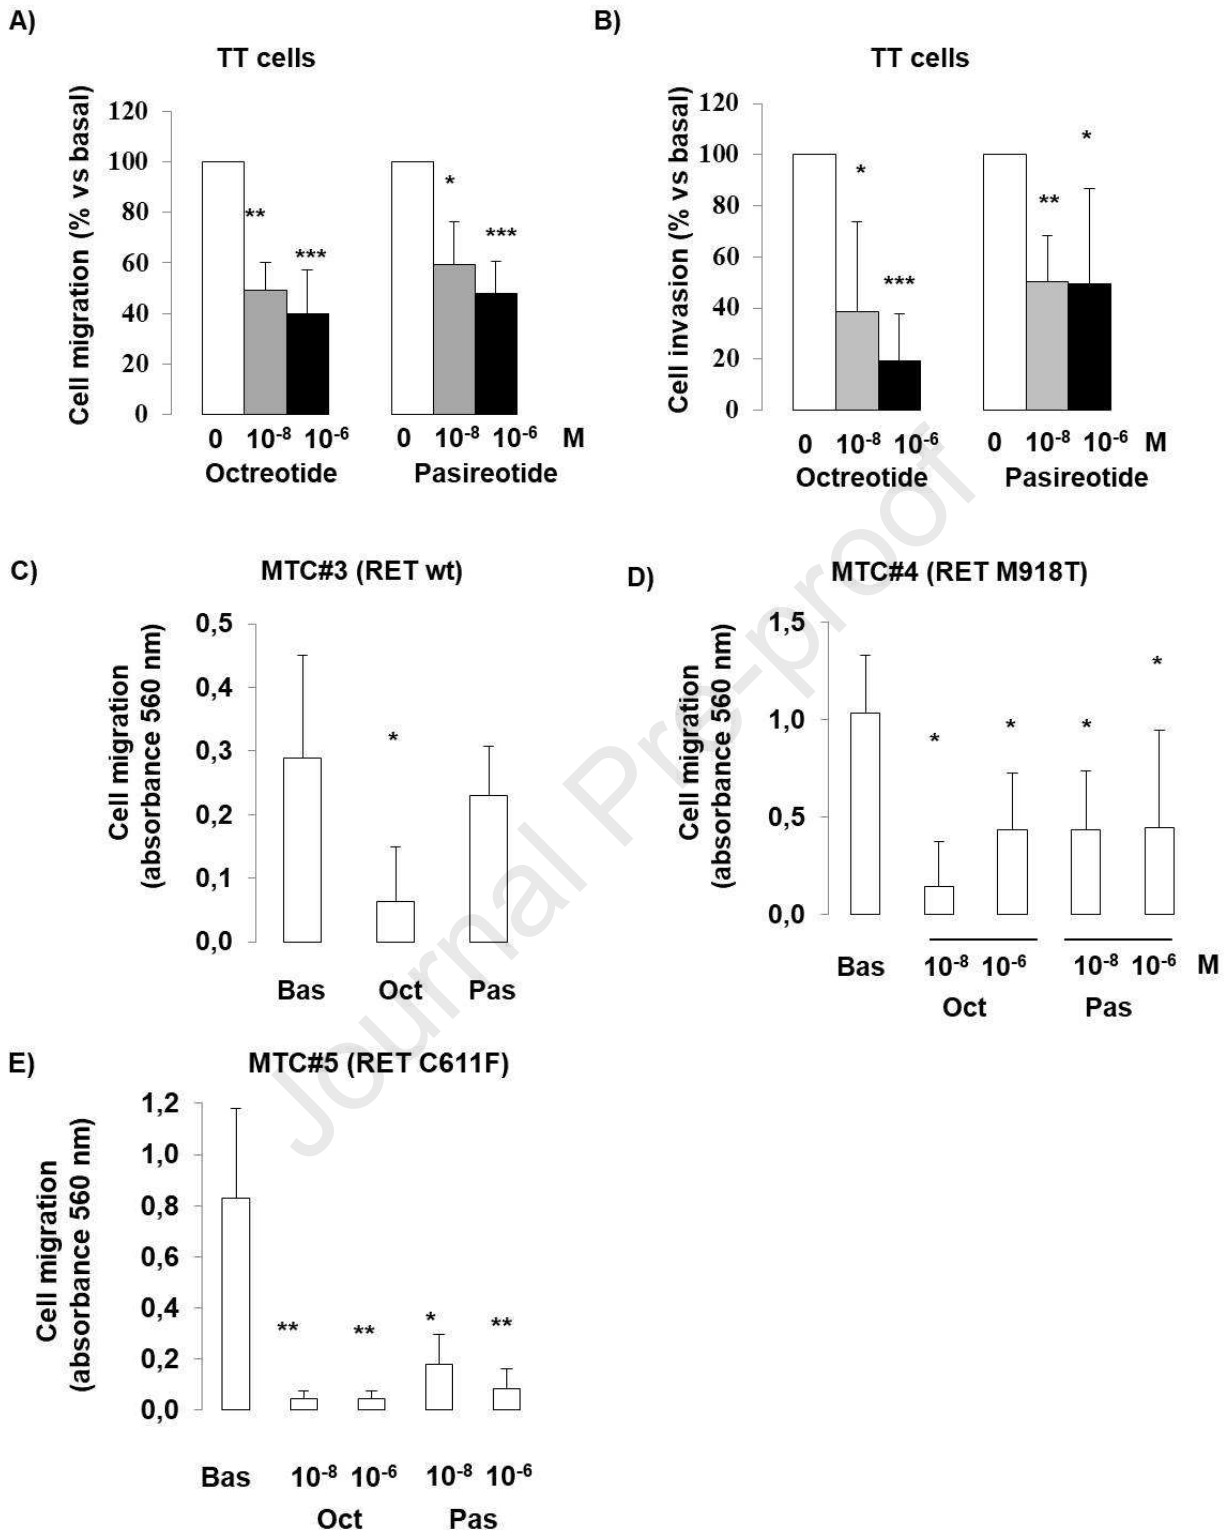 A)
TT cells
Cell migration (% vs basal)
120
100
80
60
40
20
0
**
***
*
***
0 10-8 10-6 0 10-8 10-6 M
Octreotide Pasireotide
B)
TT cells
Cell invasion (% vs basal)
120
100
80
60
40
20
0
*
***
**
*
0 10-8 10-6 0 10-8 10-6 M
Octreotide Pasireotide
C)
MTC#3 (RET wt)
Cell migration
(absorbance 560 nm)
0,5
0,4
0,3
0,2
0,1
0,0
*
Bas Oct Pas
D)
MTC#4 (RET M918T)
Cell migration
(absorbance 560 nm)
1,5
1,0
0,5
0,0
*
*
*
*
Bas 10-8 10-6 10-8 10-6 M
Oct Pas
E)
MTC#5 (RET C611F)
Cell migration
(absorbance 560 nm)
1,2
1,0
0,8
0,6
0,4
0,2
0,0
**
**
*
**
Bas 10-8 10-6 10-8 10-6
Oct Pas
Journal Pre-proof